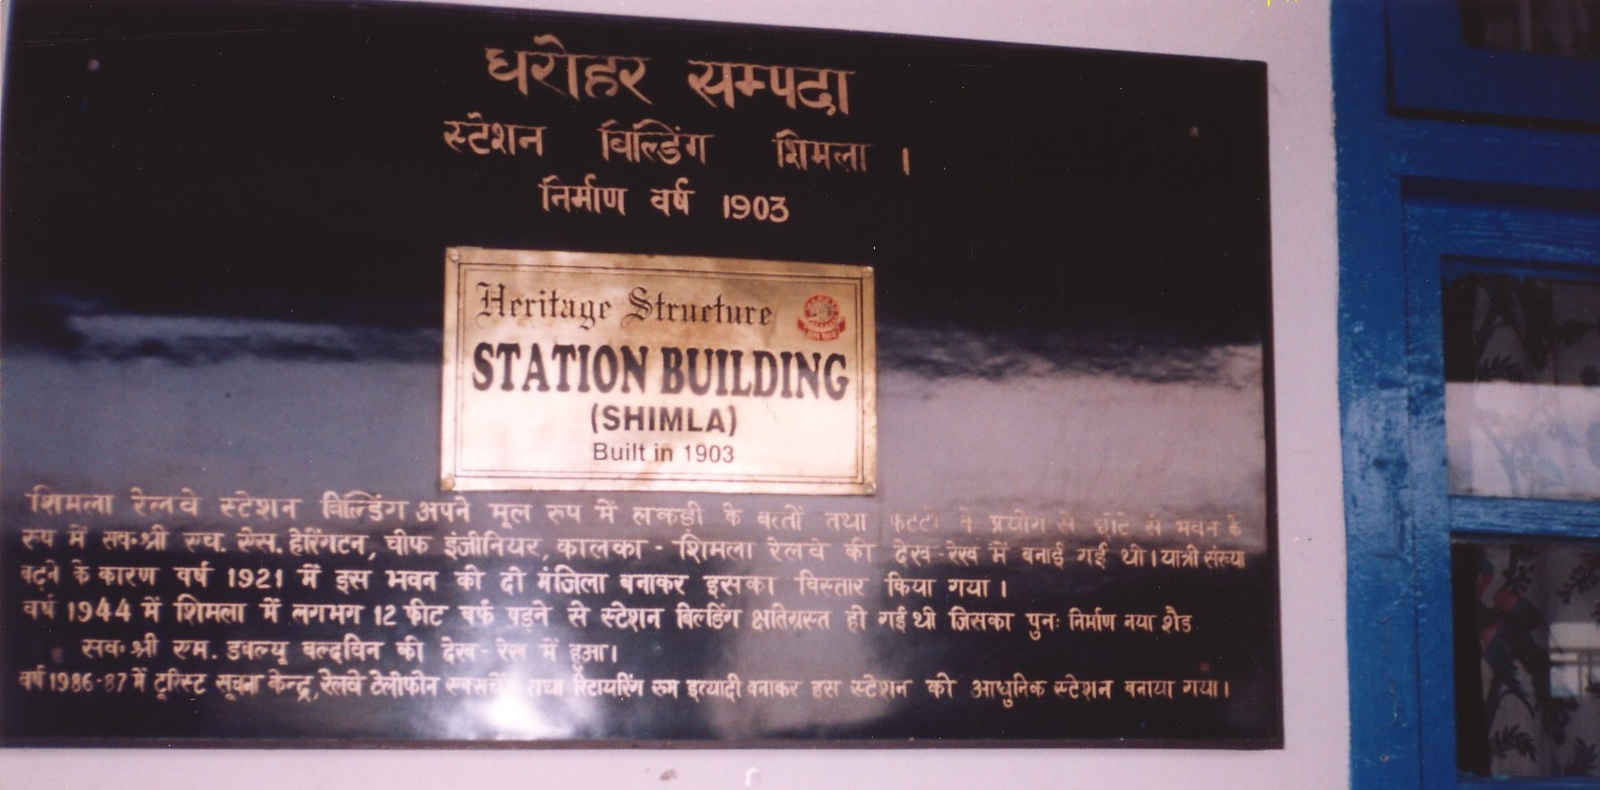 धरोहर सम्पदा
स्टेशन बिल्डिंग शिमला ।
निर्माण वर्ष 1903
Heritage Structure
STATION BUILDING
(SHIMLA)
Built in 1903
शिमला रेलवे स्टेशन बिल्डिंग अपने मूल रुप में लकड़ी के बत्तों तथा फट्टों के प्रयोग से छोटे से भवन के
रुप में सव०श्री एच. ऐस. हेरिंगटन, चीफ इंजीनियर, कालका - शिमला रेलवे की देख-रेख में बनाई गई थी । यात्री संख्या
बढ़ने के कारण वर्ष 1921 में इस भवन को दो मंजिला बनाकर इसका विस्तार किया गया ।
वर्ष 1944 में शिमला में लगभग 12 फीट बर्फ पड़ने से स्टेशन बिल्डिंग क्षतिग्रस्त हो गई थी जिसका पुनः निर्माण नया शैड
सव०श्री एम. डबल्यू बल्दविन की देख-रेख में हुआ।
वर्ष 1986-87 में टूरिस्ट सूचना केन्द्र, रेलवे टेलीफोन तथा रिटायरिंग रुम इत्यादी बनाकर इस स्टेशन को आधुनिक स्टेशन बनाया गया।